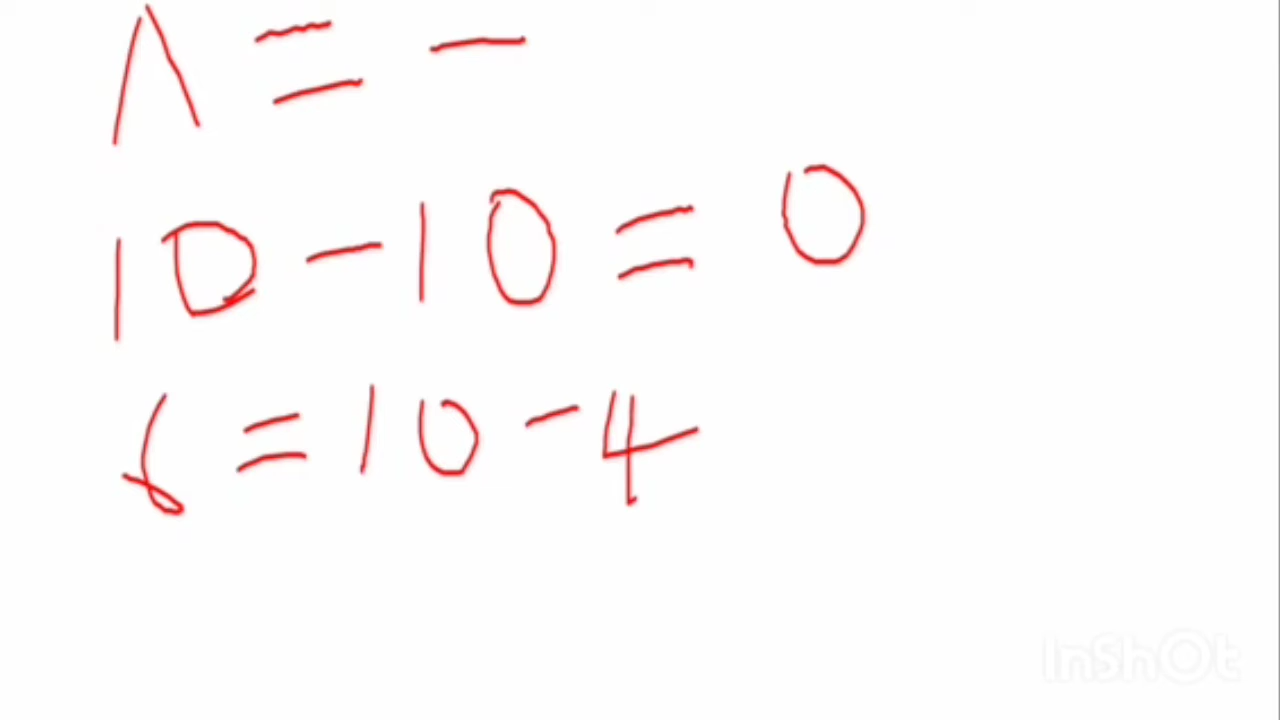 Λ = -
10 - 10 = 0
6 = 10 - 4
InShOt